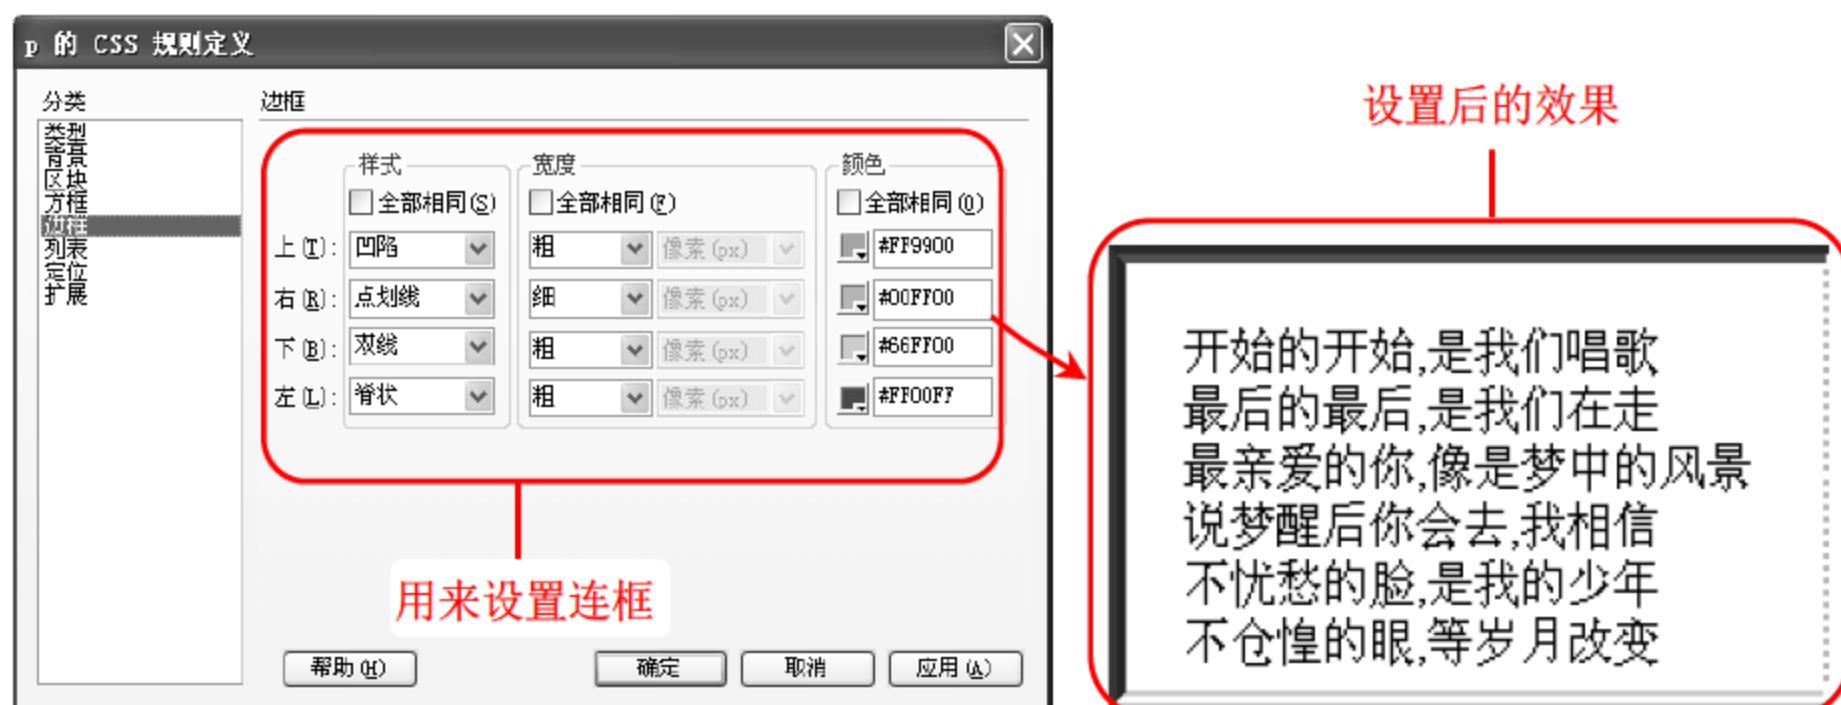 p 的 CSS 规则定义
分类
类型
背景
区块
方框
边框
列表
定位
扩展
边框
样式
宽度
颜色
全部相同(S)
全部相同(F)
全部相同(O)
上(T): 凹陷 粗 像素(px) #FF9900
右(R): 点划线 细 像素(px) #00FF00
下(B): 双线 粗 像素(px) #66FF00
左(L): 脊状 粗 像素(px) #FF00FF
用来设置连框
帮助(H)
确定
取消
应用(A)
设置后的效果
开始的开始,是我们唱歌
最后的最后,是我们在走
最亲爱的你,像是梦中的风景
说梦醒后你会去,我相信
不忧愁的脸,是我的少年
不仓惶的眼,等岁月改变